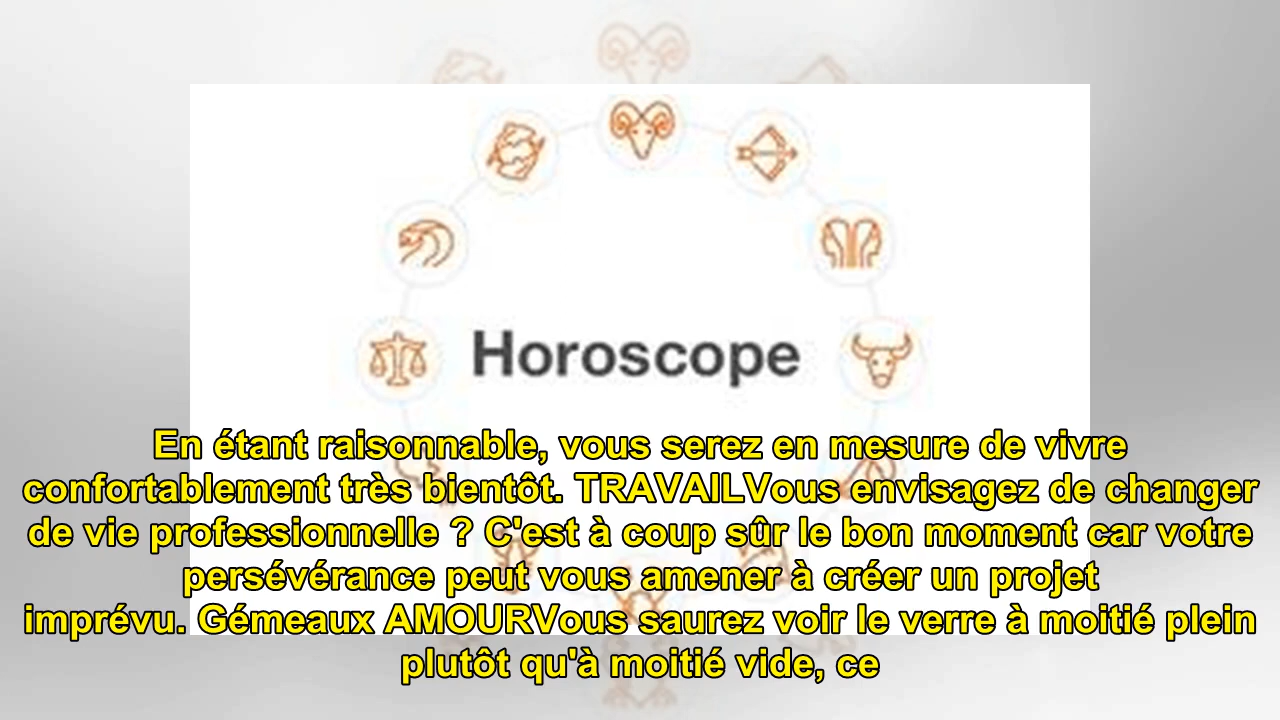 Horoscope
En étant raisonnable, vous serez en mesure de vivre
confortablement très bientôt. TRAVAILVous envisagez de changer
de vie professionnelle ? C'est à coup sûr le bon moment car votre
persévérance peut vous amener à créer un projet
imprévu. Gémeaux AMOURVous saurez voir le verre à moitié plein
plutôt qu'à moitié vide, ce